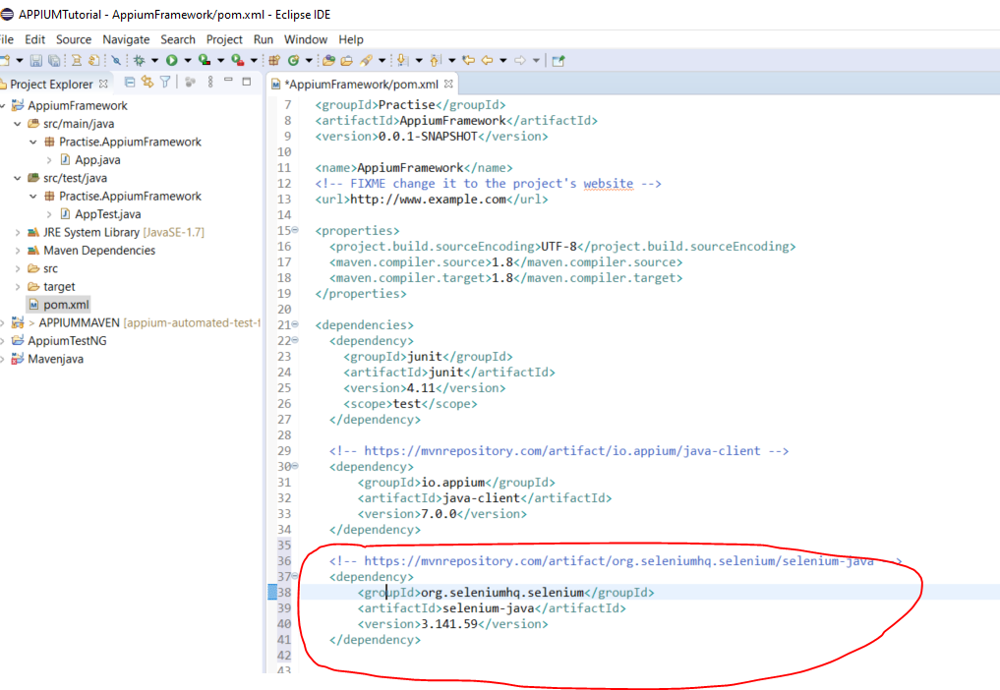 APPIUMTutorial - AppiumFramework/pom.xml - Eclipse IDE
ile Edit Source Navigate Search Project Run Window Help
Project Explorer
*AppiumFramework/pom.xml
AppiumFramework
src/main/java
Practise.AppiumFramework
App.java
src/test/java
Practise.AppiumFramework
AppTest.java
JRE System Library [JavaSE-1.7]
Maven Dependencies
src
target
pom.xml
> APPIUMMAVEN [appium-automated-test-f
AppiumTestNG
Mavenjava
7 <groupId>Practise</groupId>
8 <artifactId>AppiumFramework</artifactId>
9 <version>0.0.1-SNAPSHOT</version>
10
11 <name>AppiumFramework</name>
12 <!-- FIXME change it to the project's website -->
13 <url>http://www.example.com</url>
14
15 <properties>
16 <project.build.sourceEncoding>UTF-8</project.build.sourceEncoding>
17 <maven.compiler.source>1.8</maven.compiler.source>
18 <maven.compiler.target>1.8</maven.compiler.target>
19 </properties>
20
21 <dependencies>
22 <dependency>
23 <groupId>junit</groupId>
24 <artifactId>junit</artifactId>
25 <version>4.11</version>
26 <scope>test</scope>
27 </dependency>
28
29 <!-- https://mvnrepository.com/artifact/io.appium/java-client -->
30 <dependency>
31 <groupId>io.appium</groupId>
32 <artifactId>java-client</artifactId>
33 <version>7.0.0</version>
34 </dependency>
35
36 <!-- https://mvnrepository.com/artifact/org.seleniumhq.selenium/selenium-java -->
37 <dependency>
38 <groupId>org.seleniumhq.selenium</groupId>
39 <artifactId>selenium-java</artifactId>
40 <version>3.141.59</version>
41 </dependency>
42
43